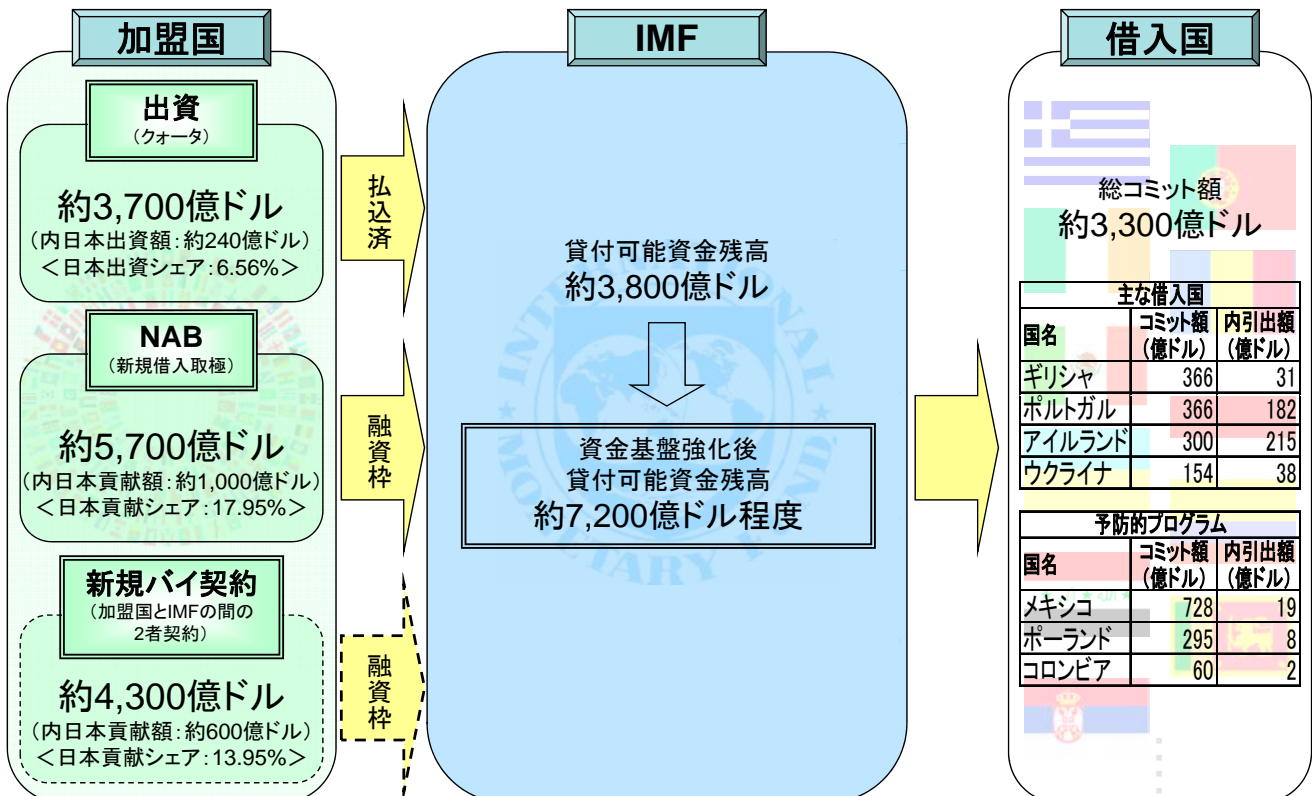 加盟国
出資
（クォータ）
約3,700億ドル
（内日本出資額：約240億ドル）
＜日本出資シェア：6.56％＞
払込済
NAB
（新規借入取極）
約5,700億ドル
（内日本貢献額：約1,000億ドル）
＜日本貢献シェア：17.95％＞
融資枠
新規バイ契約
（加盟国とIMFの間の
2者契約）
約4,300億ドル
（内日本貢献額：約600億ドル）
＜日本貢献シェア：13.95％＞
融資枠
IMF
貸付可能資金残高
約3,800億ドル
資金基盤強化後
貸付可能資金残高
約7,200億ドル程度
INTERNATIONAL MONETARY FUND
借入国
総コミット額
約3,300億ドル
主な借入国
国名 コミット額（億ドル） 内引出額（億ドル）
ギリシャ 366 31
ポルトガル 366 182
アイルランド 300 215
ウクライナ 154 38
予防的プログラム
国名 コミット額（億ドル） 内引出額（億ドル）
メキシコ 728 19
ポーランド 295 8
コロンビア 60 2